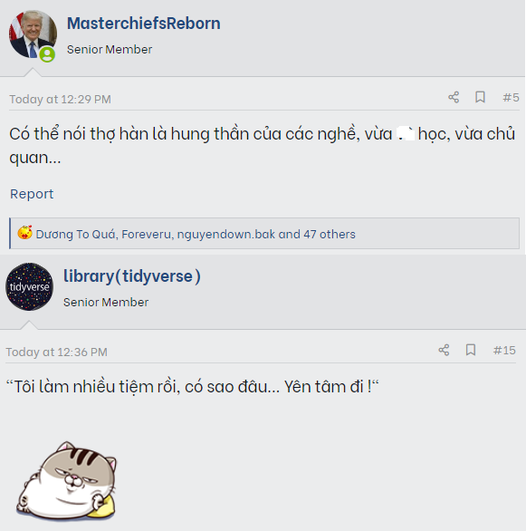 MasterchiefsReborn
Senior Member
Today at 12:29 PM
#5
Có thể nói thợ hàn là hung thần của các nghề, vừa học, vừa chủ
quan...
Report
Dương To Quá, Foreveru, nguyendown.bak and 47 others
library(tidyverse)
tidyverse
Senior Member
Today at 12:36 PM
#15
"Tôi làm nhiều tiệm rồi, có sao đâu... Yên tâm đi !"